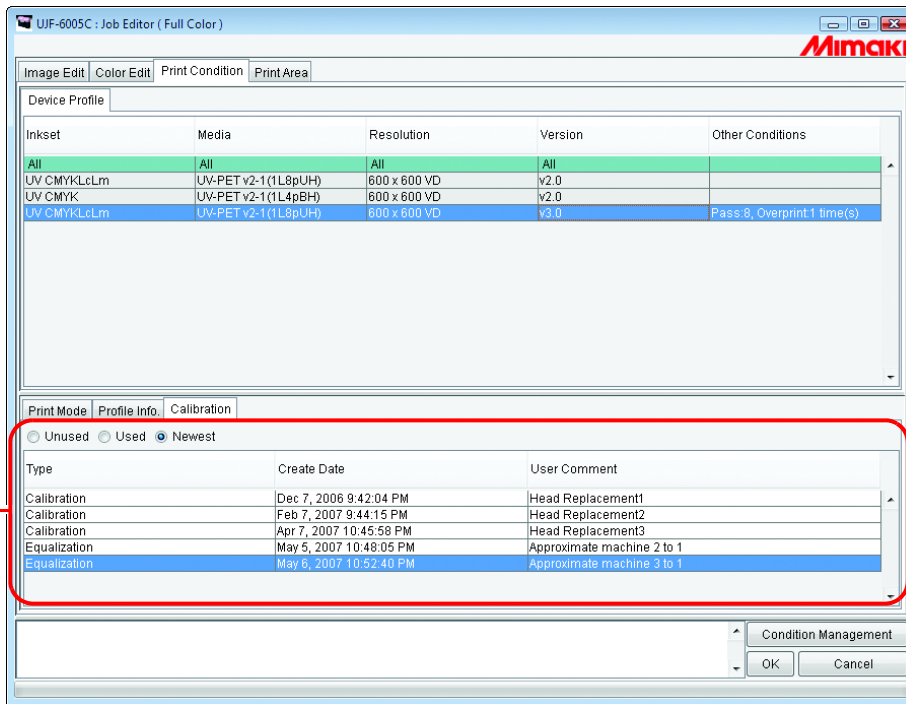 UJF-6005C : Job Editor ( Full Color )
Mimaki
Image Edit Color Edit Print Condition Print Area
Device Profile
Inkset Media Resolution Version Other Conditions
All All All All
UV CMYKLcLm UV-PET v2-1(1L8pUH) 600 x 600 VD v2.0
UV CMYK UV-PET v2-1(1L4pBH) 600 x 600 VD v2.0
UV CMYKLcLm UV-PET v2-1(1L8pUH) 600 x 600 VD v3.0 Pass:8, Overprint:1 time(s)
Print Mode Profile Info. Calibration
Unused Used Newest
Type Create Date User Comment
Calibration Dec 7, 2006 9:42:04 PM Head Replacement1
Calibration Feb 7, 2007 9:44:15 PM Head Replacement2
Calibration Apr 7, 2007 10:45:58 PM Head Replacement3
Equalization May 5, 2007 10:48:05 PM Approximate machine 2 to 1
Equalization May 6, 2007 10:52:40 PM Approximate machine 3 to 1
Condition Management
OK Cancel